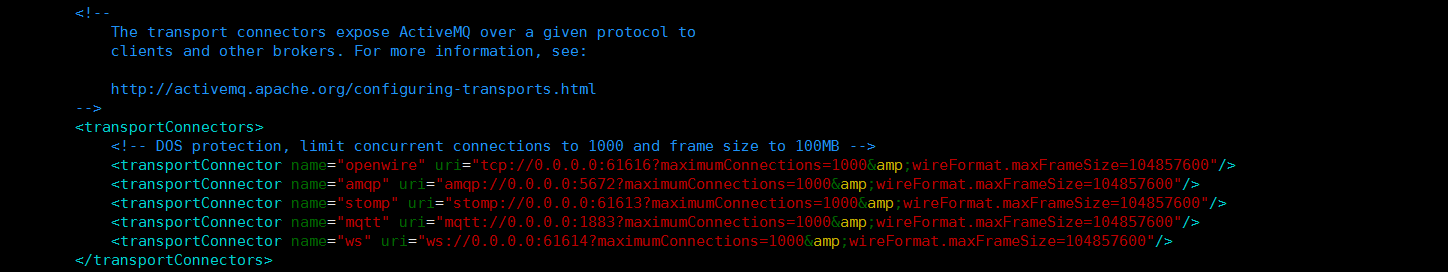 <!--
The transport connectors expose ActiveMQ over a given protocol to
clients and other brokers. For more information, see:
http://activemq.apache.org/configuring-transports.html
-->
<transportConnectors>
<!-- DOS protection, limit concurrent connections to 1000 and frame size to 100MB -->
<transportConnector name="openwire" uri="tcp://0.0.0.0:61616?maximumConnections=1000&amp;wireFormat.maxFrameSize=104857600"/>
<transportConnector name="amqp" uri="amqp://0.0.0.0:5672?maximumConnections=1000&amp;wireFormat.maxFrameSize=104857600"/>
<transportConnector name="stomp" uri="stomp://0.0.0.0:61613?maximumConnections=1000&amp;wireFormat.maxFrameSize=104857600"/>
<transportConnector name="mqtt" uri="mqtt://0.0.0.0:1883?maximumConnections=1000&amp;wireFormat.maxFrameSize=104857600"/>
<transportConnector name="ws" uri="ws://0.0.0.0:61614?maximumConnections=1000&amp;wireFormat.maxFrameSize=104857600"/>
</transportConnectors>